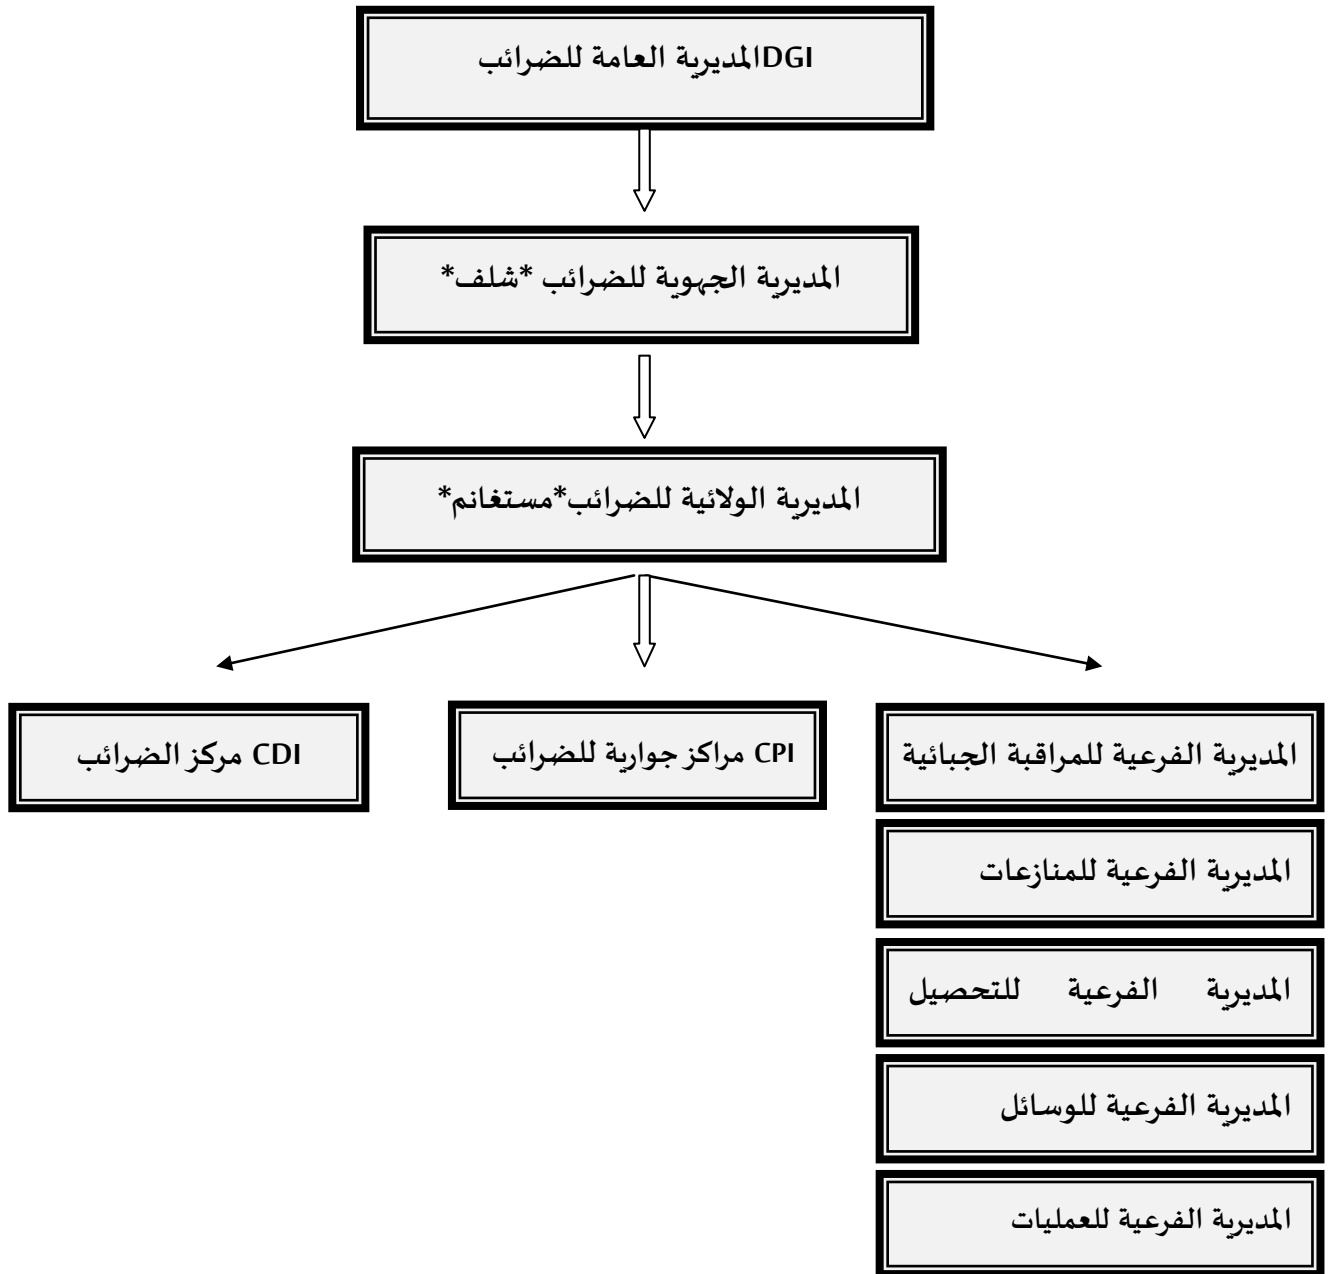 DGIالمديرية العامة للضرائب
المديرية الجهوية للضرائب *شلف*
المديرية الولائية للضرائب*مستغانم*
المديرية الفرعية للمراقبة الجبائية
CPI مراكز جوارية للضرائب
CDI مركز الضرائب
المديرية الفرعية للمنازعات
المديرية الفرعية للتحصيل
المديرية الفرعية للوسائل
المديرية الفرعية للعمليات